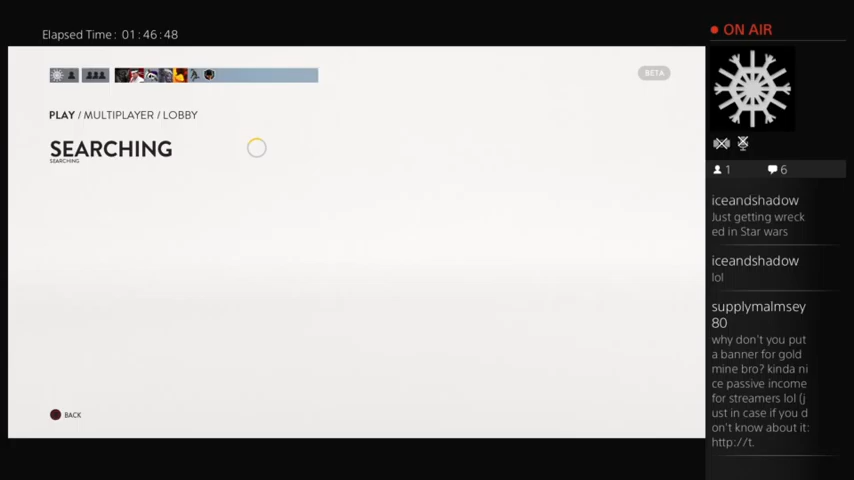 Elapsed Time : 01:46:48
ON AIR
BETA
PLAY / MULTIPLAYER / LOBBY
SEARCHING
SEARCHING
BACK
1 6
iceandshadow
Just getting wreck
ed in Star wars
iceandshadow
lol
supplymalmsey
80
why don't you put
a banner for gold
mine bro? kinda ni
ce passive income
for streamers lol (j
ust in case if you d
on't know about it:
http://t.